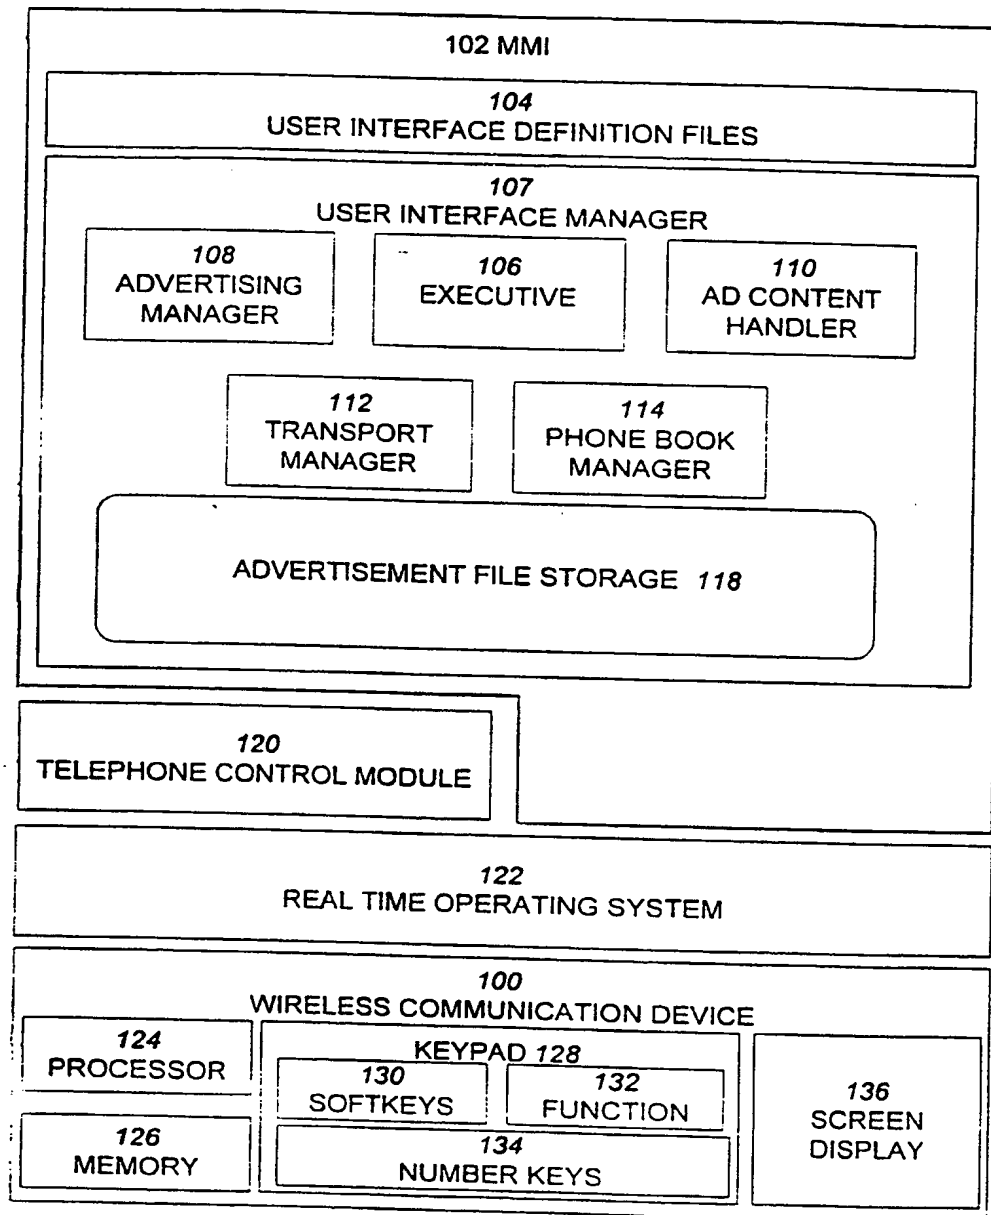 102 MMI
104
USER INTERFACE DEFINITION FILES
107
USER INTERFACE MANAGER
108
ADVERTISING
MANAGER
106
EXECUTIVE
110
AD CONTENT
HANDLER
112
TRANSPORT
MANAGER
114
PHONE BOOK
MANAGER
ADVERTISEMENT FILE STORAGE 118
120
TELEPHONE CONTROL MODULE
122
REAL TIME OPERATING SYSTEM
100
WIRELESS COMMUNICATION DEVICE
124
PROCESSOR
126
MEMORY
KEYPAD 128
130
SOFTKEYS
132
FUNCTION
134
NUMBER KEYS
136
SCREEN
DISPLAY